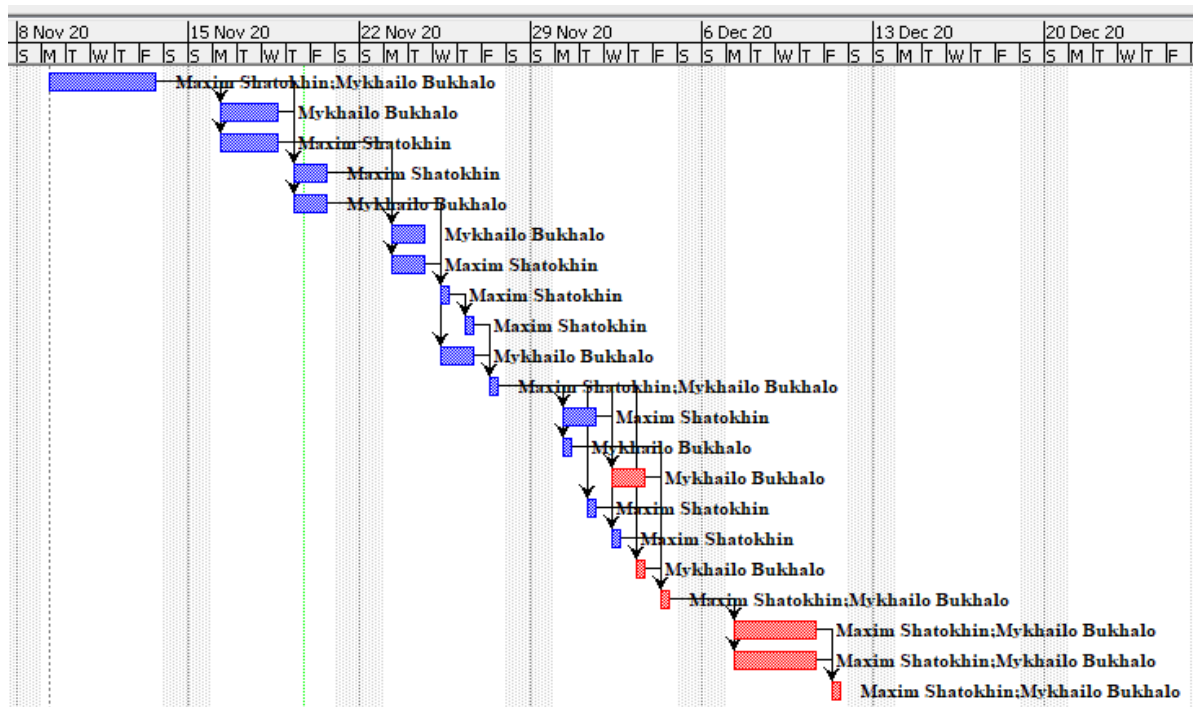 8 Nov 20 15 Nov 20 22 Nov 20 29 Nov 20 6 Dec 20 13 Dec 20 20 Dec 20
S M T W T F S S M T W T F S S M T W T F S S M T W T F S S M T W T F S S M T W T F S S M T W T F
Maxim Shatokhin;Mykhailo Bukhalo
Mykhailo Bukhalo
Maxim Shatokhin
Maxim Shatokhin
Mykhailo Bukhalo
Mykhailo Bukhalo
Maxim Shatokhin
Maxim Shatokhin
Maxim Shatokhin
Mykhailo Bukhalo
Maxim Shatokhin;Mykhailo Bukhalo
Maxim Shatokhin
Mykhailo Bukhalo
Mykhailo Bukhalo
Maxim Shatokhin
Maxim Shatokhin
Mykhailo Bukhalo
Maxim Shatokhin;Mykhailo Bukhalo
Maxim Shatokhin;Mykhailo Bukhalo
Maxim Shatokhin;Mykhailo Bukhalo
Maxim Shatokhin;Mykhailo Bukhalo